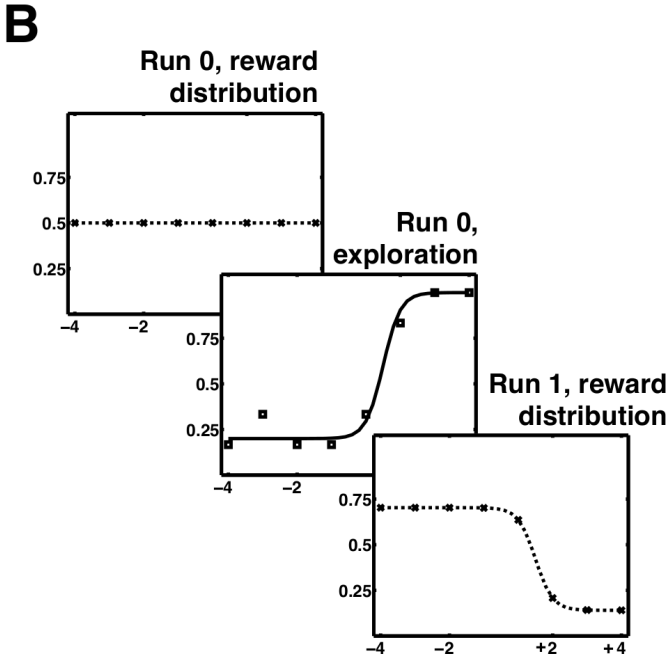 B
Run 0, reward
distribution
0.75
0.5
0.25
−4 −2
Run 0,
exploration
0.75
0.5
0.25
−4 −2
Run 1, reward
distribution
0.75
0.5
0.25
−4 −2 +2 +4